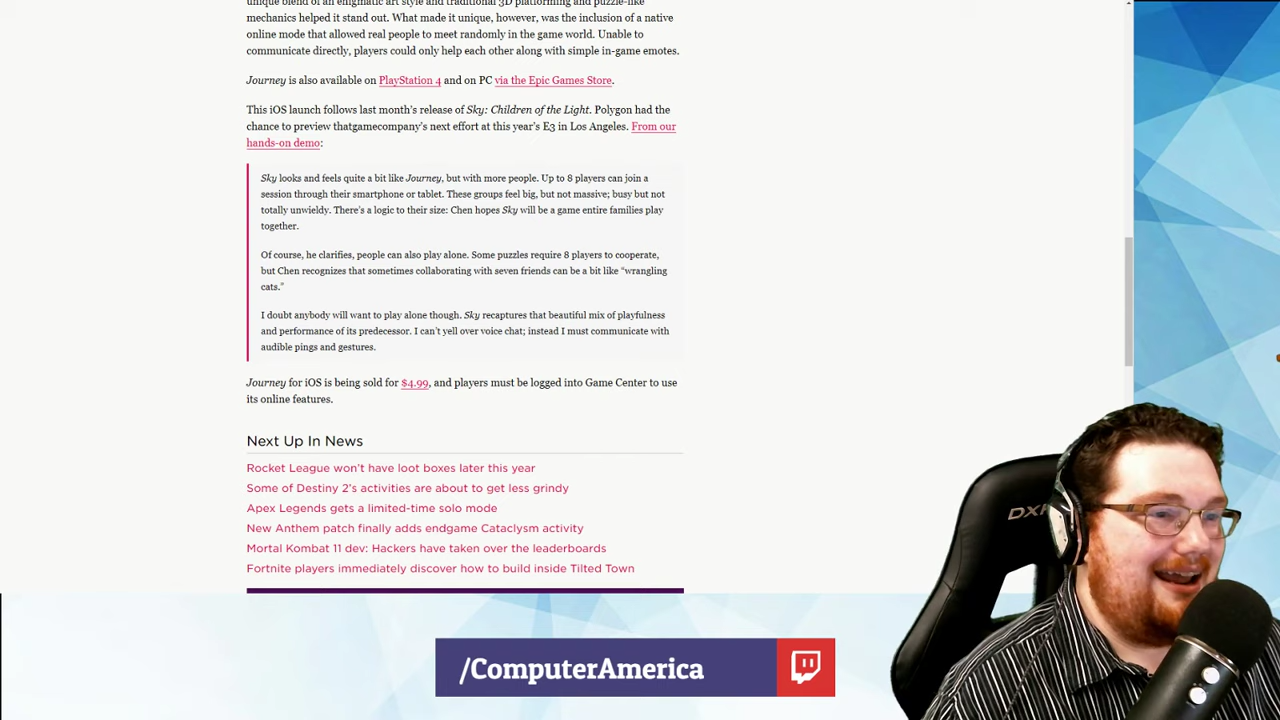 unique blend of an enigmatic art style and traditional 3D platforming and puzzle-like
mechanics helped it stand out. What made it unique, however, was the inclusion of a native
online mode that allowed real people to meet randomly in the game world. Unable to
communicate directly, players could only help each other along with simple in-game emotes.
Journey is also available on PlayStation 4 and on PC via the Epic Games Store.
This iOS launch follows last month's release of Sky: Children of the Light. Polygon had the
chance to preview thatgamecompany's next effort at this year's E3 in Los Angeles. From our
hands-on demo:
Sky looks and feels quite a bit like Journey, but with more people. Up to 8 players can join a
session through their smartphone or tablet. These groups feel big, but not massive; busy but not
totally unwieldy. There's a logic to their size: Chen hopes Sky will be a game entire families play
together.
Of course, he clarifies, people can also play alone. Some puzzles require 8 players to cooperate,
but Chen recognizes that sometimes collaborating with seven friends can be a bit like “wrangling
cats.”
I doubt anybody will want to play alone though. Sky recaptures that beautiful mix of playfulness
and performance of its predecessor. I can't yell over voice chat; instead I must communicate with
audible pings and gestures.
Journey for iOS is being sold for $4.99, and players must be logged into Game Center to use
its online features.
Next Up In News
Rocket League won't have loot boxes later this year
Some of Destiny 2's activities are about to get less grindy
Apex Legends gets a limited-time solo mode
New Anthem patch finally adds endgame Cataclysm activity
Mortal Kombat 11 dev: Hackers have taken over the leaderboards
Fortnite players immediately discover how to build inside Tilted Town
DXR
/ComputerAmerica